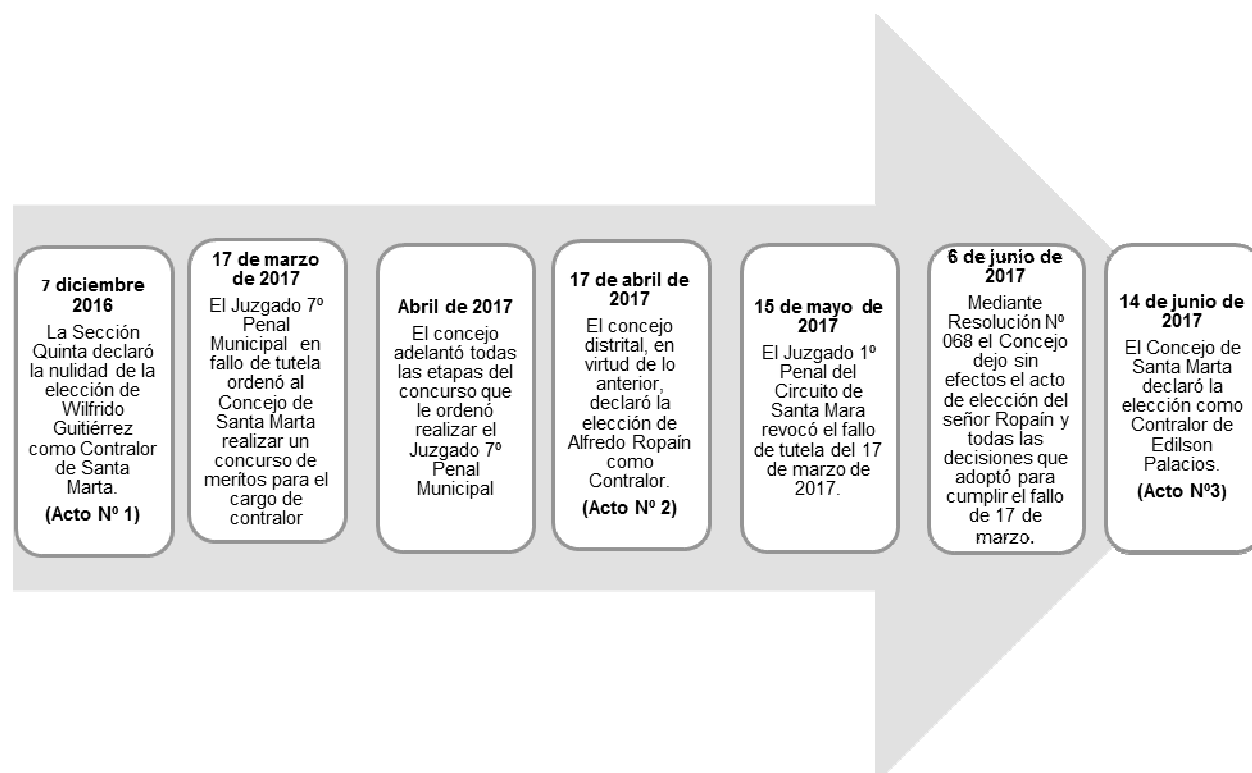 7 diciembre
2016
La Sección
Quinta declaró
la nulidad de la
elección de
Wilfrido
Guitiérrez
como Contralor
de Santa
Marta.
(Acto Nº 1)
17 de marzo
de 2017
El Juzgado 7º
Penal
Municipal en
fallo de tutela
ordenó al
Concejo de
Santa Marta
realizar un
concurso de
merítos para el
cargo de
contralor
Abril de 2017
El concejo
adelantó todas
las etapas del
concurso que
le ordenó
realizar el
Juzgado 7º
Penal
Municipal
17 de abril de
2017
El concejo
distrital, en
virtud de lo
anterior,
declaró la
elección de
Alfredo Ropaín
como
Contralor.
(Acto Nº 2)
15 de mayo de
2017
El Juzgado 1º
Penal del
Circuito de
Santa Mara
revocó el fallo
de tutela del 17
de marzo de
2017.
6 de junio de
2017
Mediante
Resolución Nº
068 el Concejo
dejo sin
efectos el acto
de elección del
señor Ropaín y
todas las
decisiones que
adoptó para
cumplir el fallo
de 17 de
marzo.
14 de junio de
2017
El Concejo de
Santa Marta
declaró la
elección como
Contralor de
Edilson
Palacios.
(Acto Nº3)